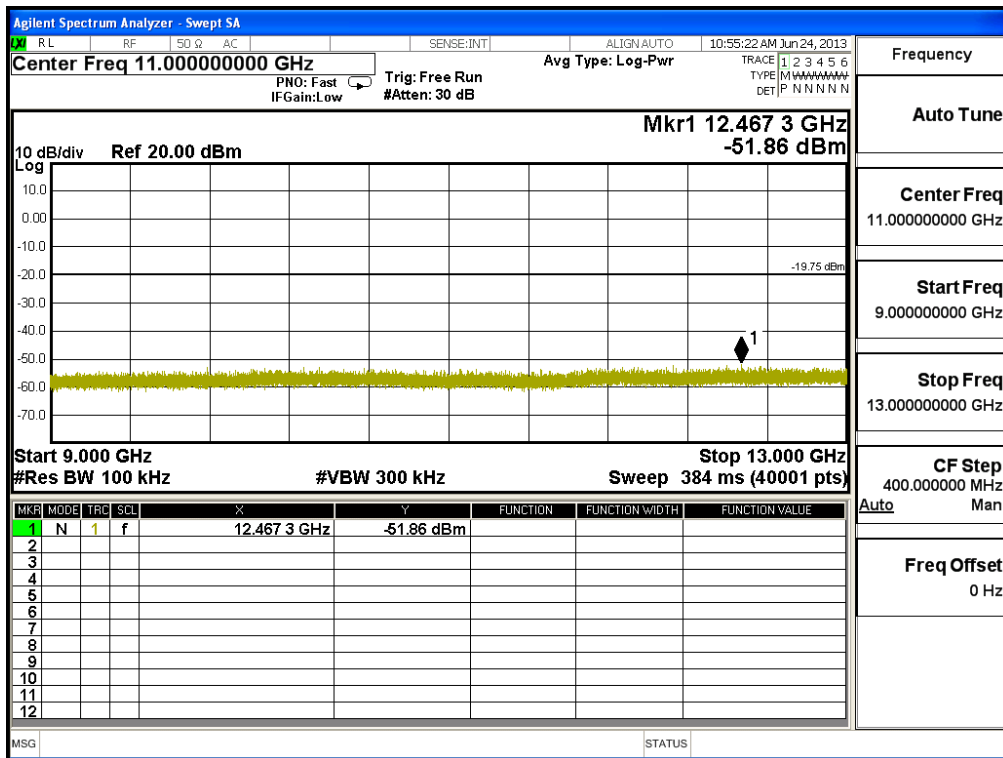 Agilent Spectrum Analyzer - Swept SA
LXI RL RF 50 Ω AC SENSE:INT ALIGN AUTO 10:55:22 AM Jun 24, 2013
Center Freq 11.000000000 GHz
Avg Type: Log-Pwr
TRACE 1 2 3 4 5 6
PNO: Fast
Trig: Free Run
TYPE M
IFGain:Low
#Atten: 30 dB
DET P N N N N N
Mkr1 12.467 3 GHz
-51.86 dBm
10 dB/div Ref 20.00 dBm
Log
10.0
0.00
-10.0
-19.75 dBm
-20.0
-30.0
-40.0
1
-50.0
-60.0
-70.0
Start 9.000 GHz Stop 13.000 GHz
#Res BW 100 kHz #VBW 300 kHz Sweep 384 ms (40001 pts)
MKR MODE TRC SCL X Y FUNCTION FUNCTION WIDTH FUNCTION VALUE
1 N 1 f 12.467 3 GHz -51.86 dBm
2
3
4
5
6
7
8
9
10
11
12
MSG STATUS
Frequency
Auto Tune
Center Freq
11.000000000 GHz
Start Freq
9.000000000 GHz
Stop Freq
13.000000000 GHz
CF Step
400.000000 MHz
Auto Man
Freq Offset
0 Hz